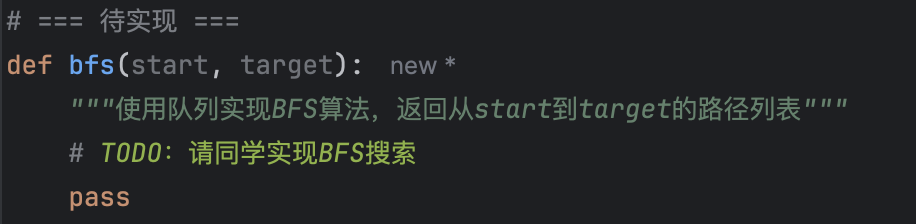 # === 待实现 ===
def bfs(start, target): new *
"""使用队列实现BFS算法，返回从start到target的路径列表"""
# TODO：请同学实现BFS搜索
pass